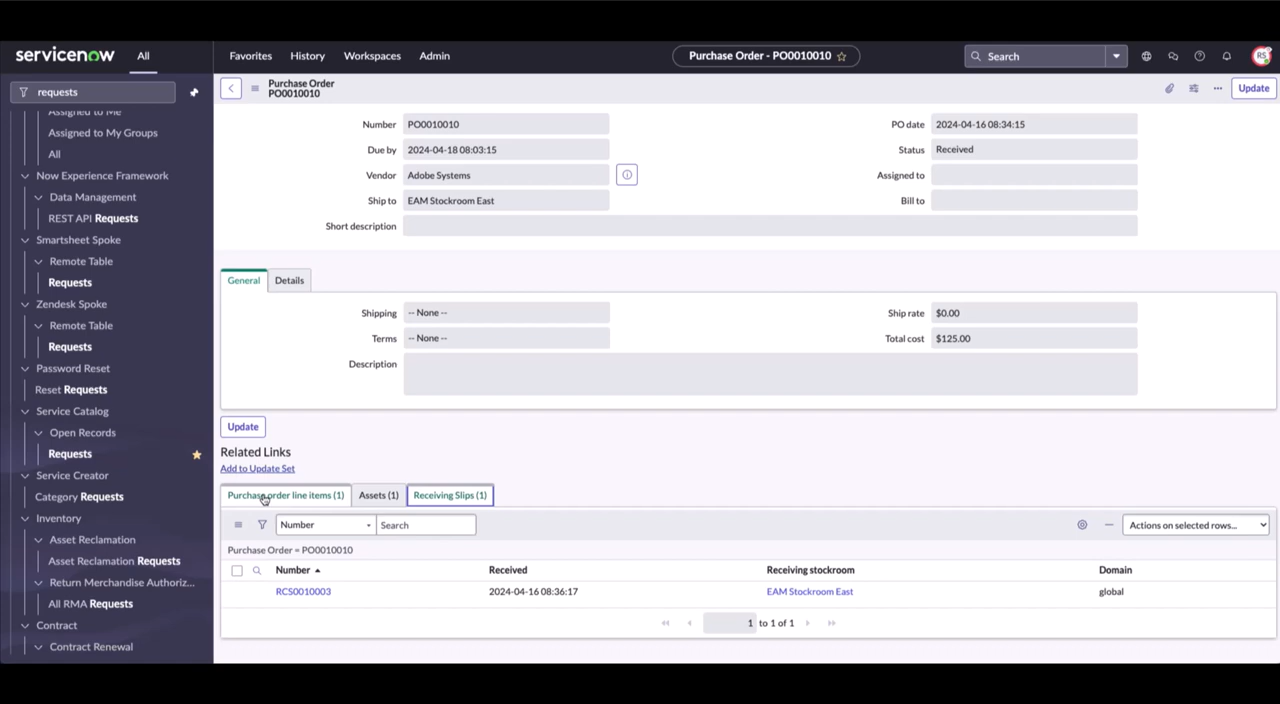 servicenow All Favorites History Workspaces Admin Purchase Order - PO0010010 Search RS
requests
Assigned to Me
Assigned to My Groups
All
Now Experience Framework
Data Management
REST API Requests
Smartsheet Spoke
Remote Table
Requests
Zendesk Spoke
Remote Table
Requests
Password Reset
Reset Requests
Service Catalog
Open Records
Requests
Service Creator
Category Requests
Inventory
Asset Reclamation
Asset Reclamation Requests
Return Merchandise Authoriz...
All RMA Requests
Contract
Contract Renewal
Purchase Order
PO0010010
Update
Number PO0010010 PO date 2024-04-16 08:34:15
Due by 2024-04-18 08:03:15 Status Received
Vendor Adobe Systems Assigned to
Ship to EAM Stockroom East Bill to
Short description
General Details
Shipping -- None -- Ship rate $0.00
Terms -- None -- Total cost $125.00
Description
Update
Related Links
Add to Update Set
Purchase order line items (1) Assets (1) Receiving Slips (1)
Number Search Actions on selected rows...
Purchase Order = PO0010010
Number Received Receiving stockroom Domain
RCS0010003 2024-04-16 08:36:17 EAM Stockroom East global
1 to 1 of 1